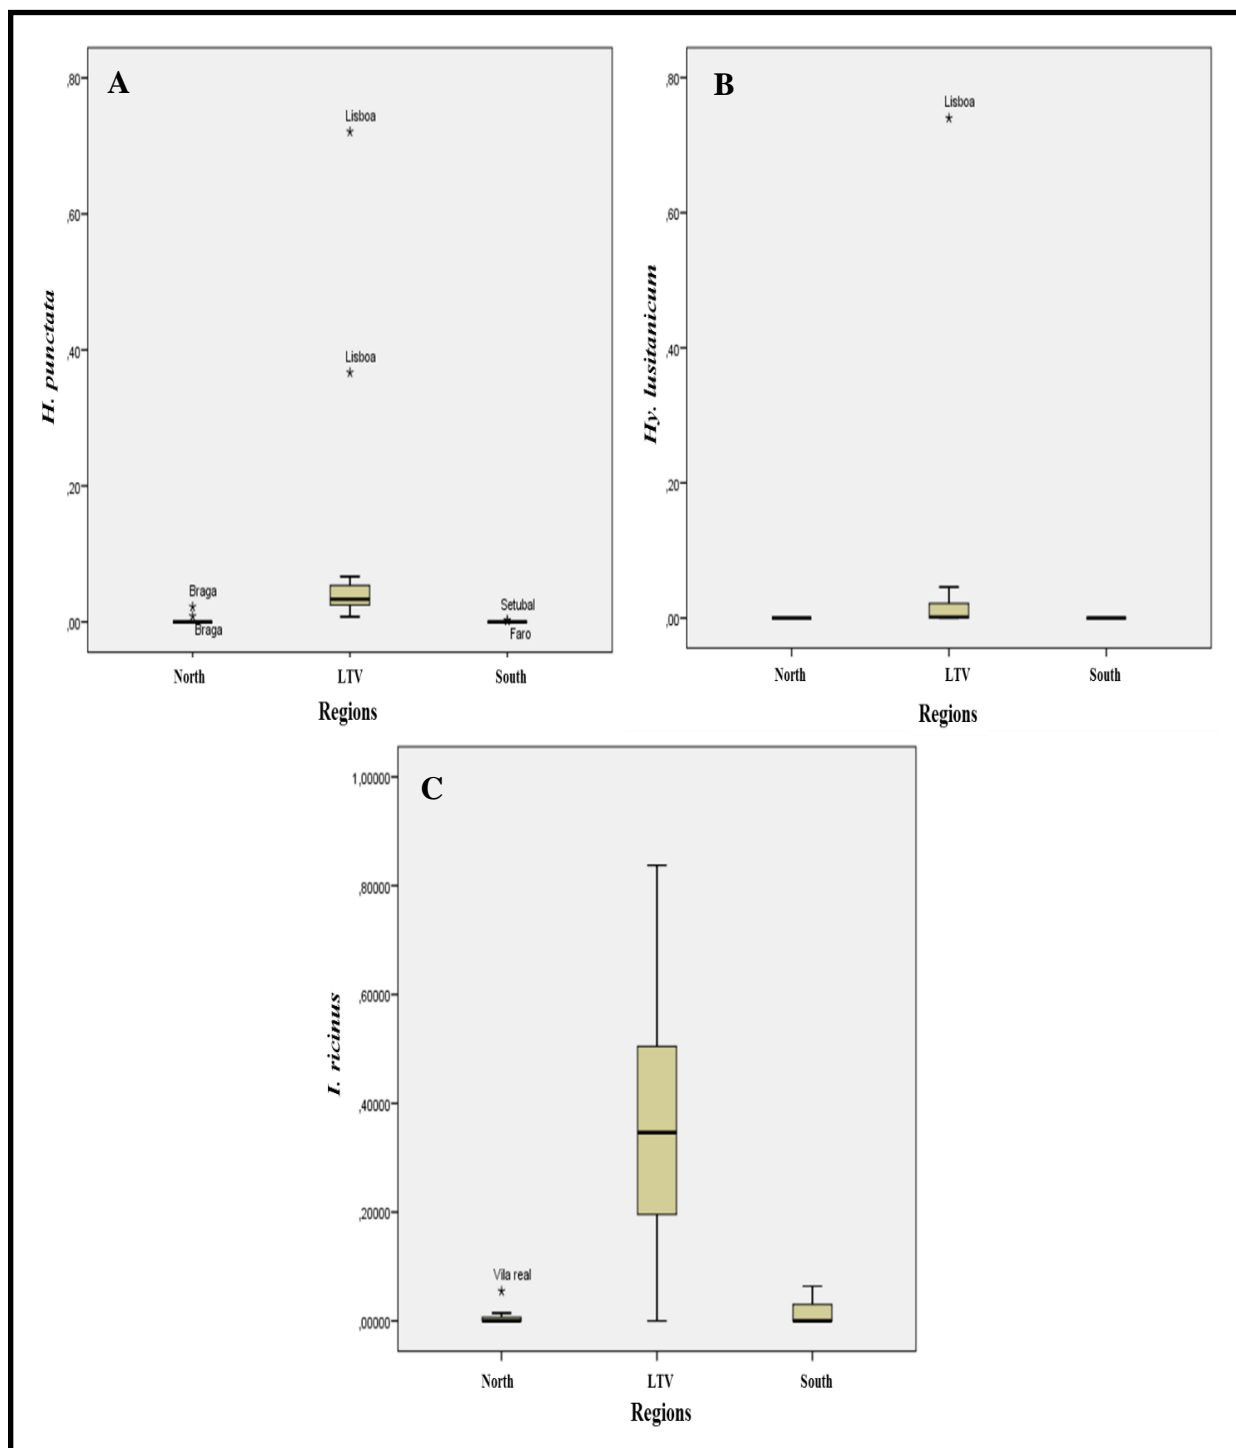 A
,80
,60
,40
,20
,00
H. punctata
Lisboa
Lisboa
Braga
Braga
Setubal
Faro
North LTV South
Regions
B
,80
,60
,40
,20
,00
Hy. lusitanicum
Lisboa
North LTV South
Regions
C
1,00000
,80000
,60000
,40000
,20000
,00000
I. ricinus
Vila real
North LTV South
Regions